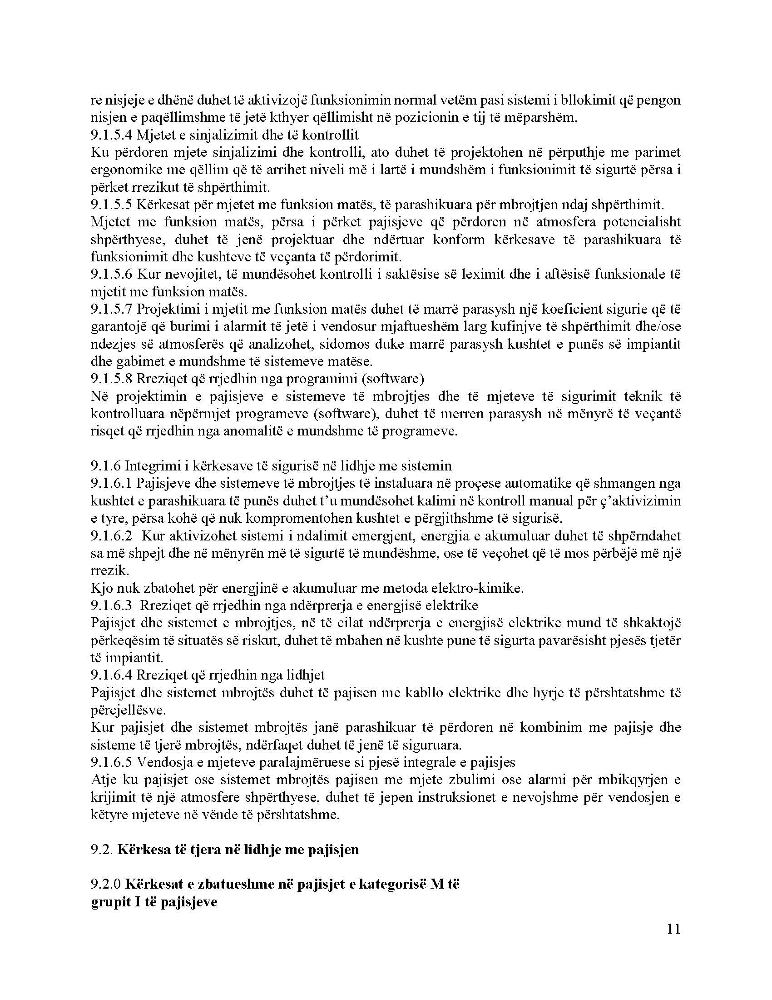 re nisjeje e dhënë duhet të aktivizojë funksionimin normal vetëm pasi sistemi i bllokimit që pengon
nisjen e paqëllimshme të jetë kthyer qëllimisht në pozicionin e tij të mëparshëm.
9.1.5.4 Mjetet e sinjalizimit dhe të kontrollit
Ku përdoren mjete sinjalizimi dhe kontrolli, ato duhet të projektohen në përputhje me parimet
ergonomike me qëllim që të arrihet niveli më i lartë i mundshëm i funksionimit të sigurtë përsa i
përket rrezikut të shpërthimit.
9.1.5.5 Kërkesat për mjetet me funksion matës, të parashikuara për mbrojtjen ndaj shpërthimit.
Mjetet me funksion matës, përsa i përket pajisjeve që përdoren në atmosfera potencialisht
shpërthyese, duhet të jenë projektuar dhe ndërtuar konform kërkesave të parashikuara të
funksionimit dhe kushteve të veçanta të përdorimit.
9.1.5.6 Kur nevojitet, të mundësohet kontrolli i saktësise së leximit dhe i aftësisë funksionale të
mjetit me funksion matës.
9.1.5.7 Projektimi i mjetit me funksion matës duhet të marrë parasysh një koeficient sigurie që të
garantojë që burimi i alarmit të jetë i vendosur mjaftueshëm larg kufinjve të shpërthimit dhe/ose
ndezjes së atmosferës që analizohet, sidomos duke marrë parasysh kushtet e punës së impiantit
dhe gabimet e mundshme të sistemeve matëse.
9.1.5.8 Rreziqet që rrjedhin nga programimi (software)
Në projektimin e pajisjeve e sistemeve të mbrojtjes dhe të mjeteve të sigurimit teknik të
kontrolluara nëpërmjet programeve (software), duhet të merren parasysh në mënyrë të veçantë
risqet që rrjedhin nga anomalitë e mundshme të programeve.
9.1.6 Integrimi i kërkesave të sigurisë në lidhje me sistemin
9.1.6.1 Pajisjeve dhe sistemeve të mbrojtjes të instaluara në proçese automatike që shmangen nga
kushtet e parashikuara të punës duhet t’u mundësohet kalimi në kontroll manual për ç’aktivizimin
e tyre, përsa kohë që nuk kompromentohen kushtet e përgjithshme të sigurisë.
9.1.6.2  Kur aktivizohet sistemi i ndalimit emergjent, energjia e akumuluar duhet të shpërndahet
sa më shpejt dhe në mënyrën më të sigurtë të mundëshme, ose të veçohet që të mos përbëjë më një
rrezik.
Kjo nuk zbatohet për energjinë e akumuluar me metoda elektro-kimike.
9.1.6.3  Rreziqet që rrjedhin nga ndërprerja e energjisë elektrike
Pajisjet dhe sistemet e mbrojtjes, në të cilat ndërprerja e energjisë elektrike mund të shkaktojë
përkeqësim të situatës së riskut, duhet të mbahen në kushte pune të sigurta pavarësisht pjesës tjetër
të impiantit.
9.1.6.4 Rreziqet që rrjedhin nga lidhjet
Pajisjet dhe sistemet mbrojtës duhet të pajisen me kabllo elektrike dhe hyrje të përshtatshme të
përcjellësve.
Kur pajisjet dhe sistemet mbrojtës janë parashikuar të përdoren në kombinim me pajisje dhe
sisteme të tjerë mbrojtës, ndërfaqet duhet të jenë të siguruara.
9.1.6.5 Vendosja e mjeteve paralajmëruese si pjesë integrale e pajisjes
Atje ku pajisjet ose sistemet mbrojtës pajisen me mjete zbulimi ose alarmi për mbikqyrjen e
krijimit të një atmosfere shpërthyese, duhet të jepen instruksionet e nevojshme për vendosjen e
këtyre mjeteve në vënde të përshtatshme.
9.2. Kërkesa të tjera në lidhje me pajisjen
9.2.0 Kërkesat e zbatueshme në pajisjet e kategorisë M të
grupit I të pajisjeve
11